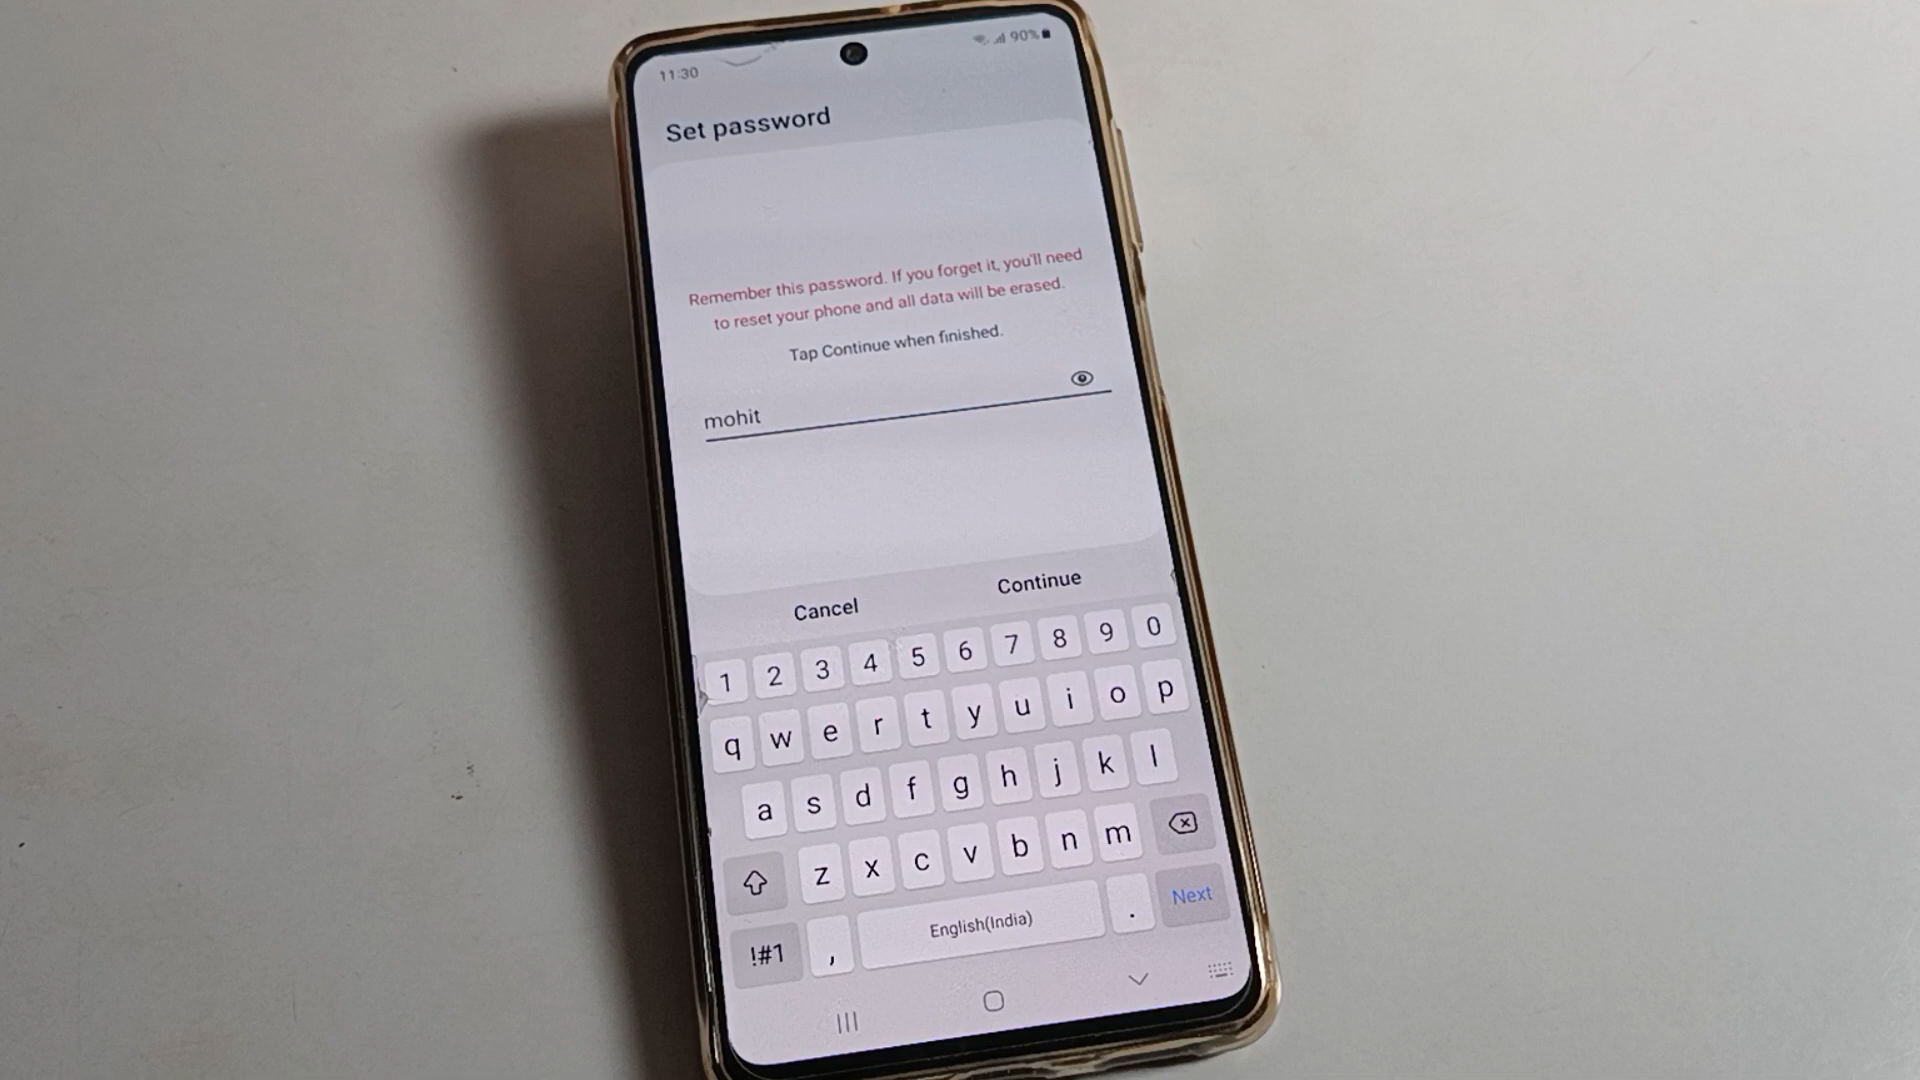 11:30
90%
Set password
Remember this password. If you forget it, you'll need
to reset your phone and all data will be erased.
Tap Continue when finished.
mohit
Cancel Continue
1 2 3 4 5 6 7 8 9 0
q w e r t y u i o p
a s d f g h j k l
z x c v b n m
!#1 , English(India) . Next